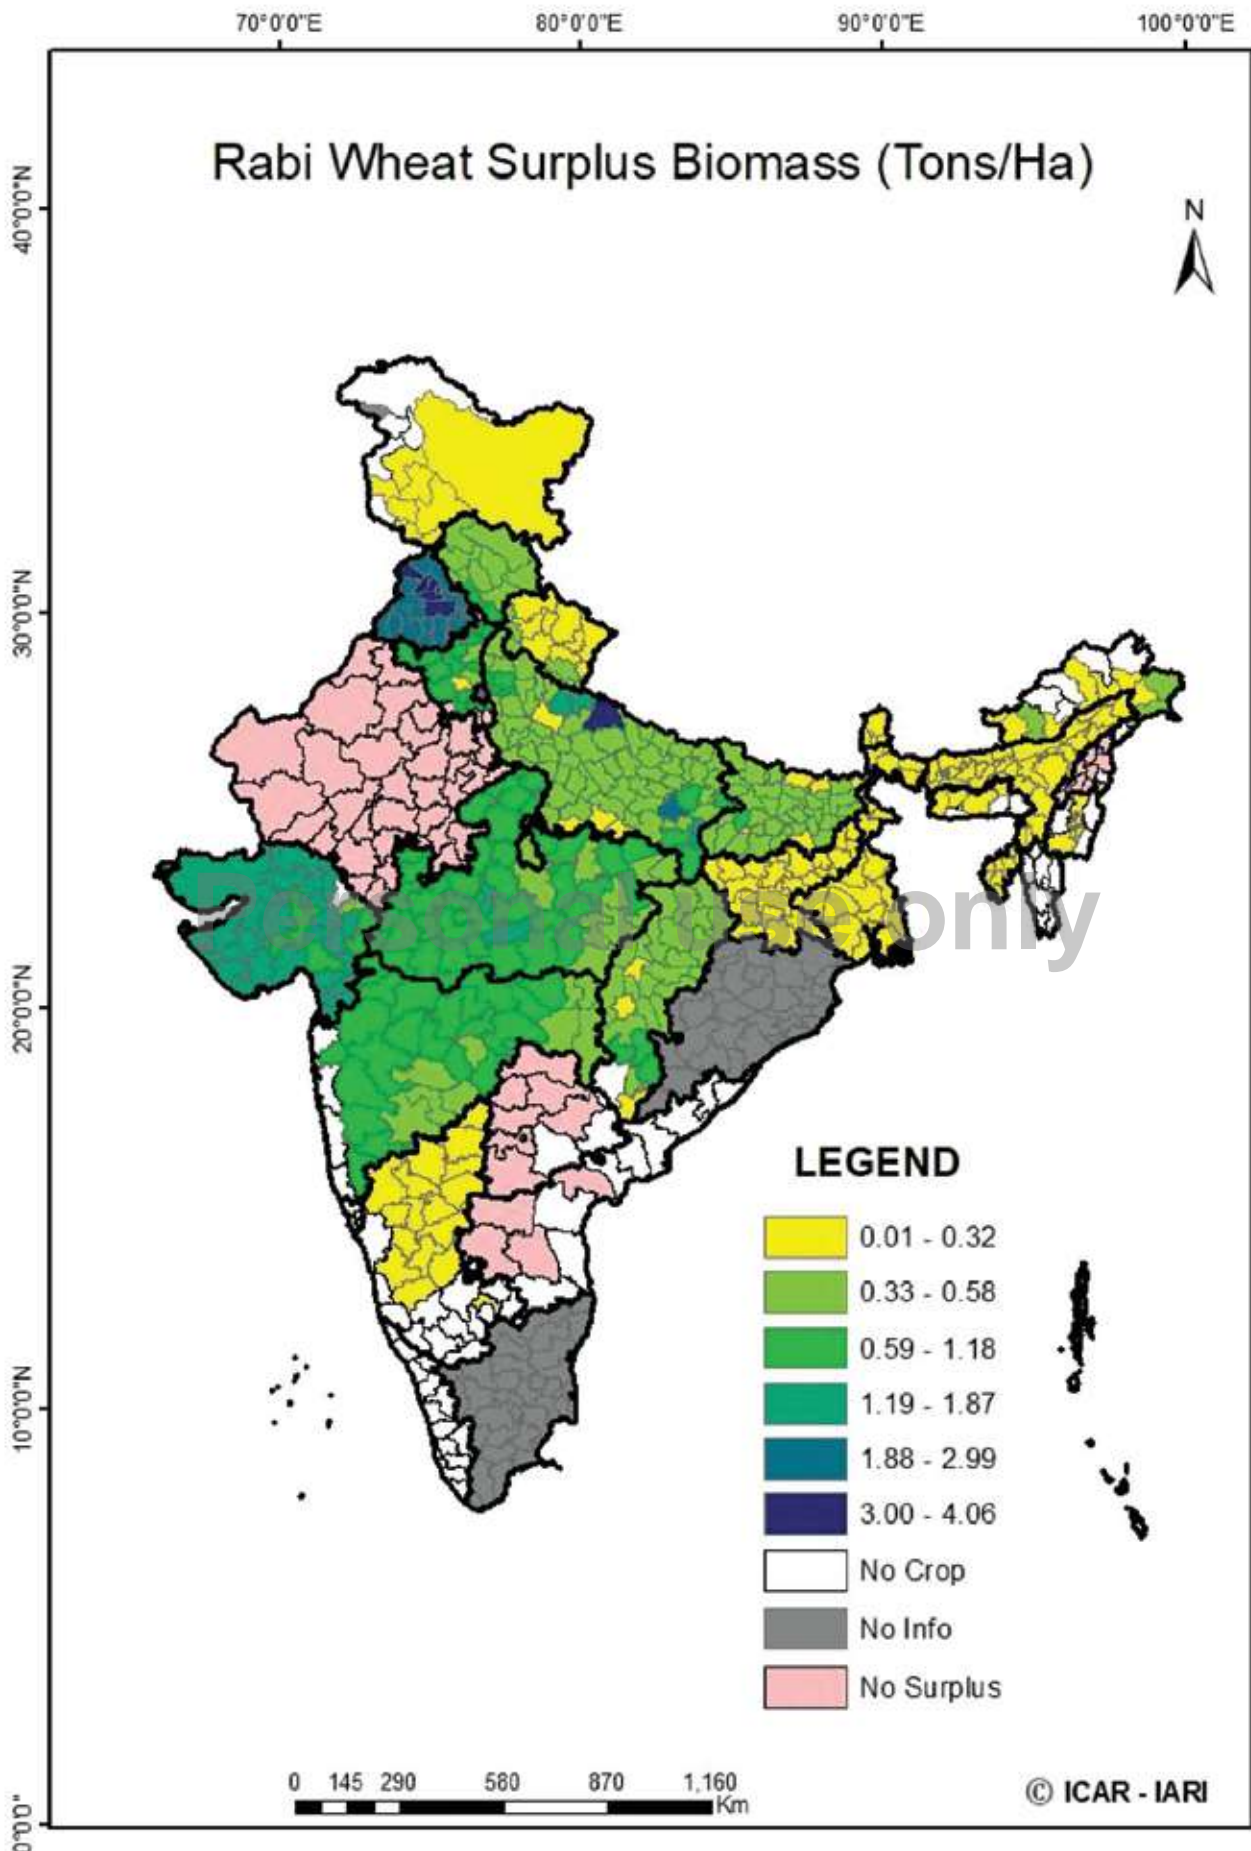 70°0'0"E 80°0'0"E 90°0'0"E 100°0'0"E
Rabi Wheat Surplus Biomass (Tons/Ha)
N
40°0'0"N
30°0'0"N
20°0'0"N
10°0'0"N
Personal use only
LEGEND
0.01 - 0.32
0.33 - 0.58
0.59 - 1.18
1.19 - 1.87
1.88 - 2.99
3.00 - 4.06
No Crop
No Info
No Surplus
0 145 290 580 870 1,160
Km
© ICAR - IARI